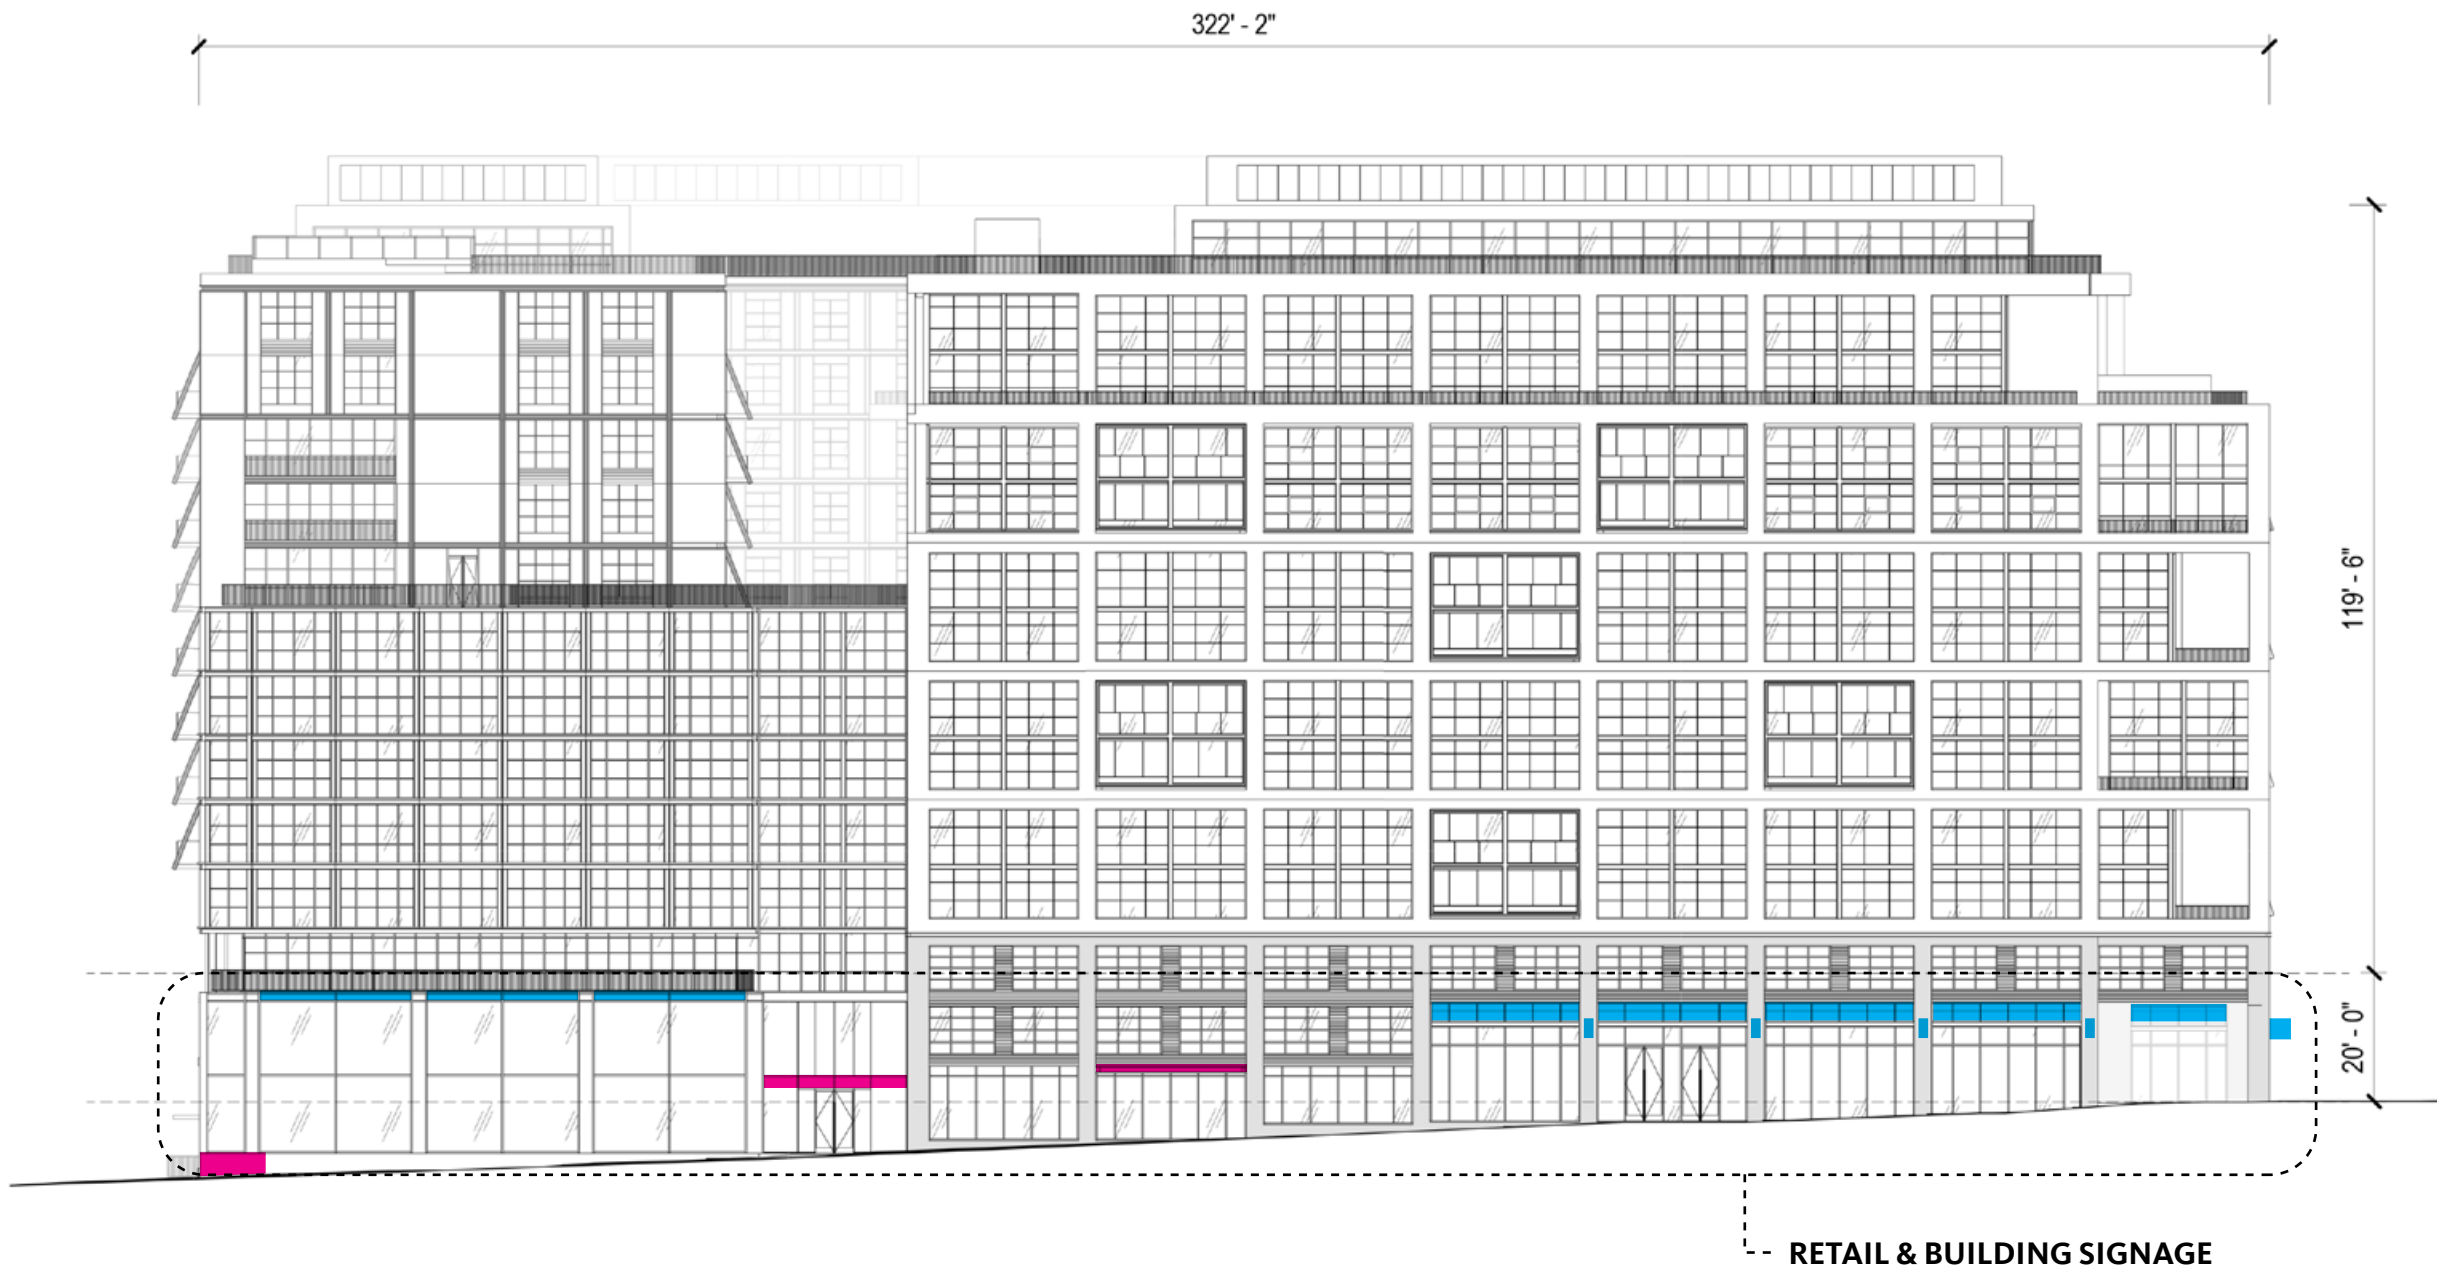 322' - 2"
119' - 6"
20' - 0"
RETAIL & BUILDING SIGNAGE